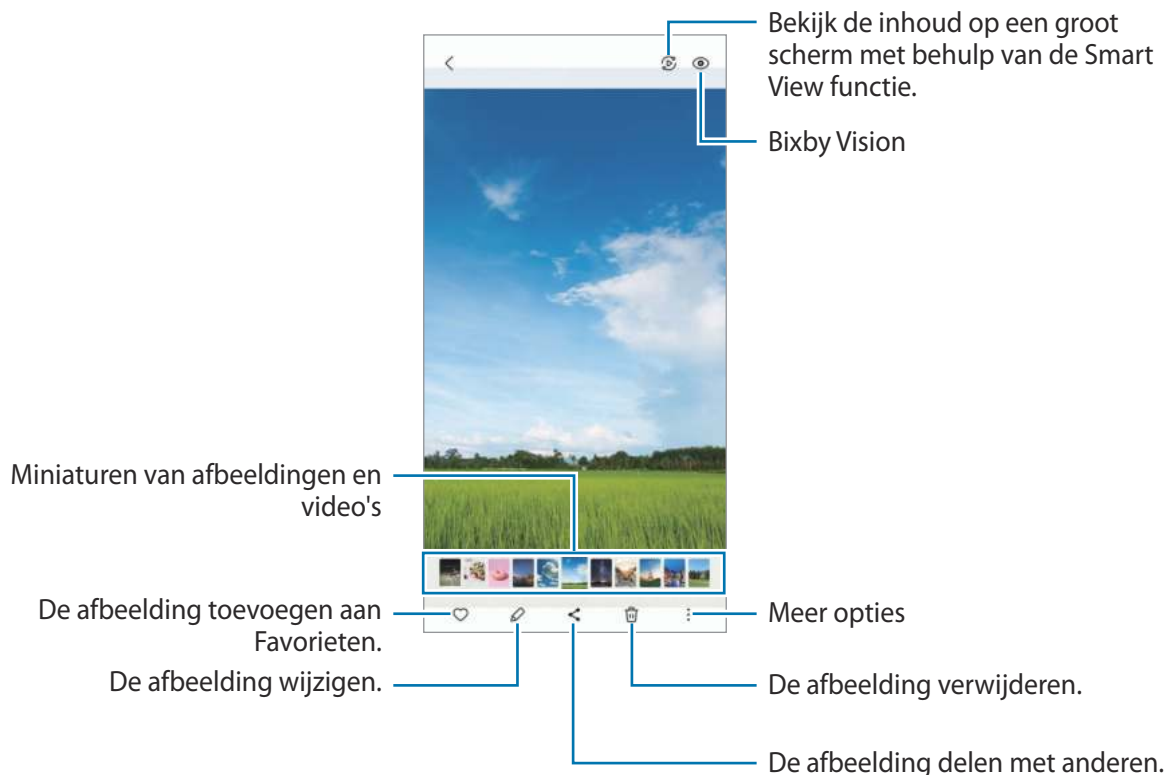 Bekijk de inhoud op een groot
scherm met behulp van de Smart
View functie.
Bixby Vision
Miniaturen van afbeeldingen en
video's
De afbeelding toevoegen aan
Favorieten.
De afbeelding wijzigen.
Meer opties
De afbeelding verwijderen.
De afbeelding delen met anderen.